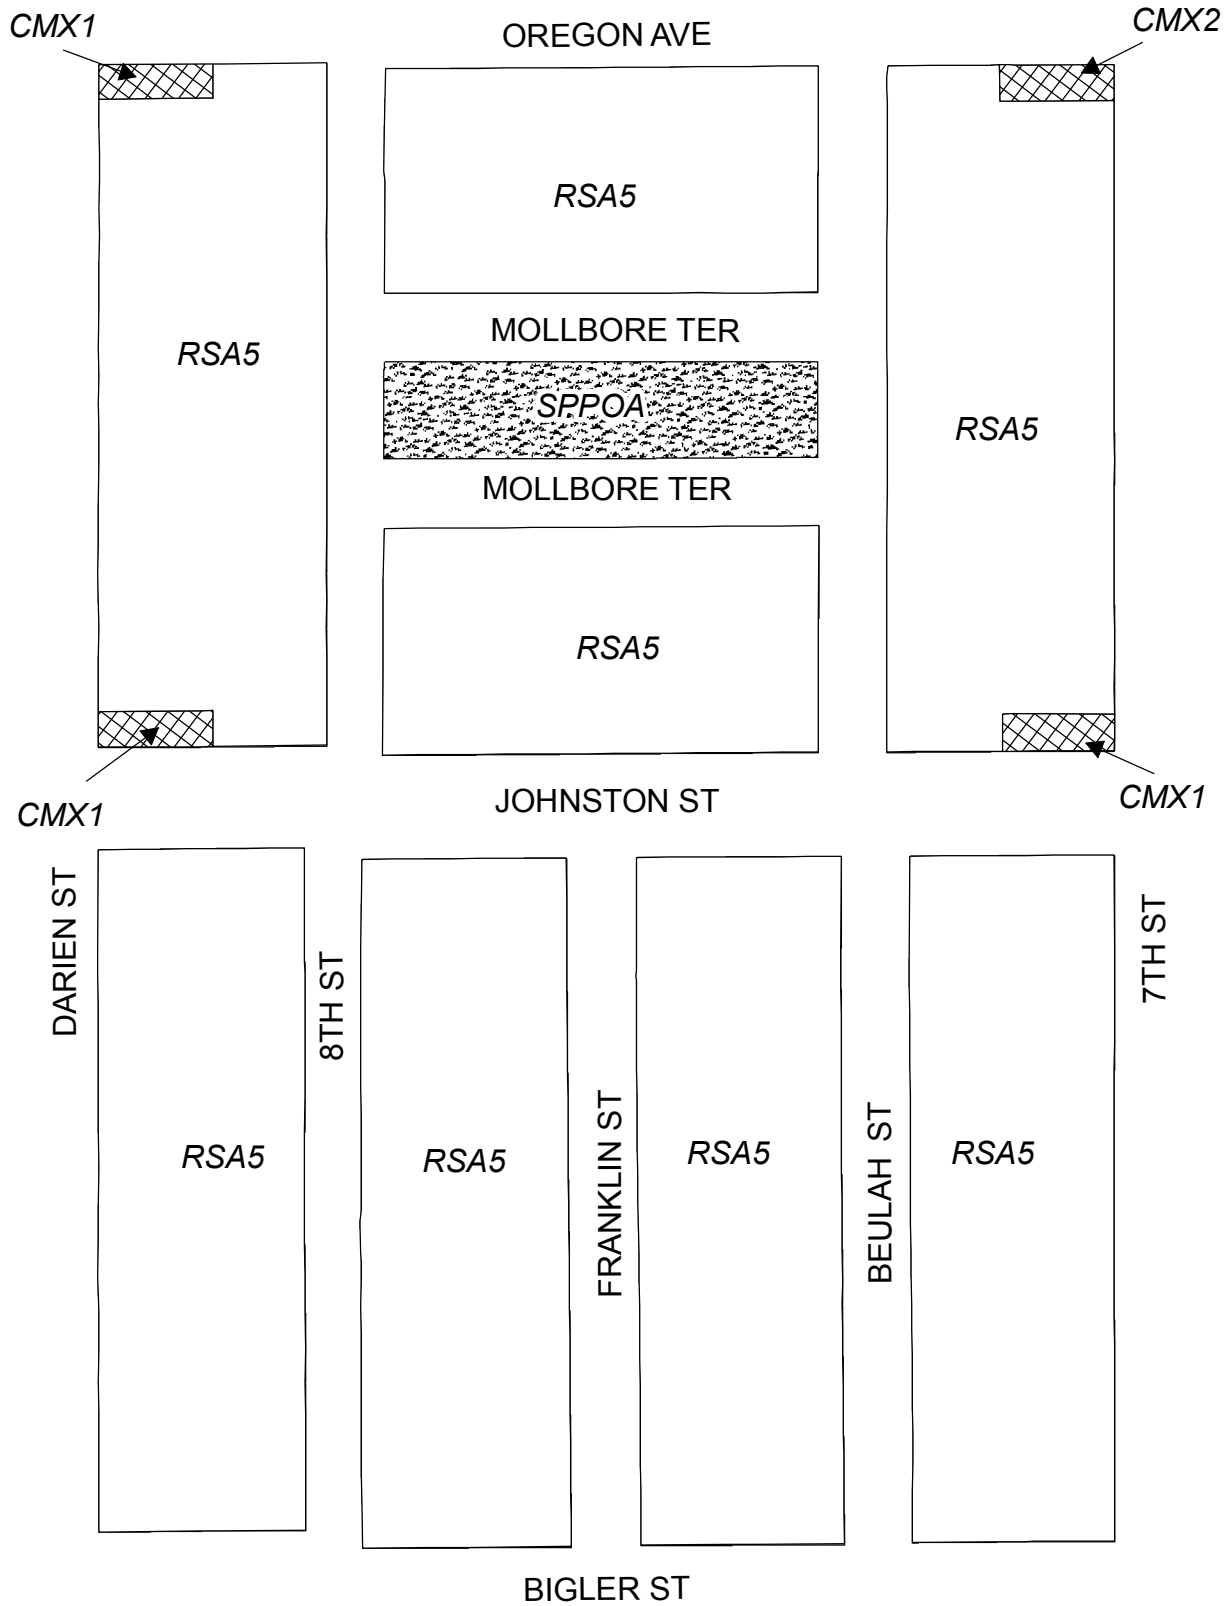 CMX1
CMX2
OREGON AVE
RSA5
MOLLBORE TER
RSA5
SPPOA
RSA5
MOLLBORE TER
RSA5
CMX1
JOHNSTON ST
CMX1
DARIEN ST
8TH ST
7TH ST
FRANKLIN ST
BEULAH ST
RSA5
RSA5
RSA5
RSA5
BIGLER ST